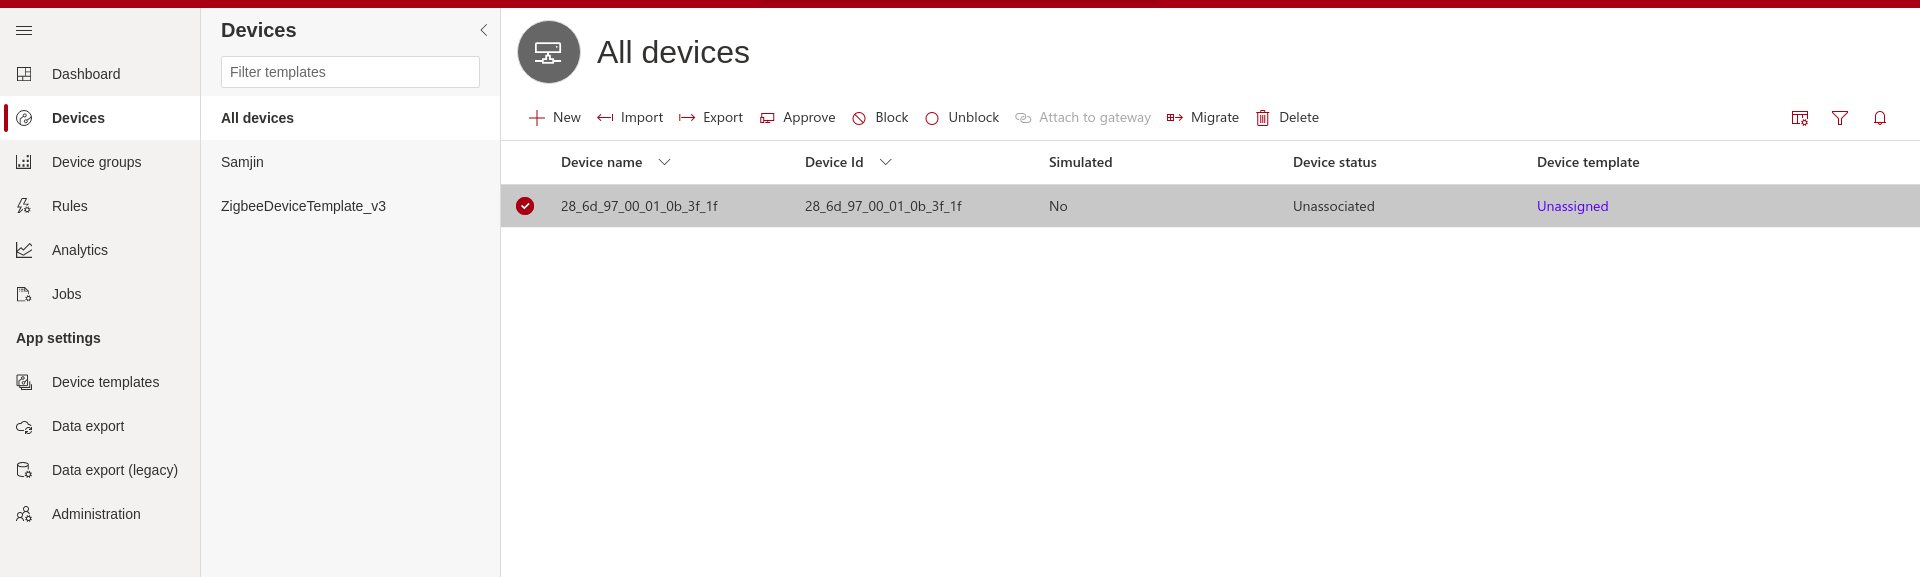 Dashboard
Devices
Device groups
Rules
Analytics
Jobs
App settings
Device templates
Data export
Data export (legacy)
Administration
Devices
Filter templates
All devices
Samjin
ZigbeeDeviceTemplate_v3
All devices
New Import Export Approve Block Unblock Attach to gateway Migrate Delete
Device name Device Id Simulated Device status Device template
28_6d_97_00_01_0b_3f_1f 28_6d_97_00_01_0b_3f_1f No Unassociated Unassigned